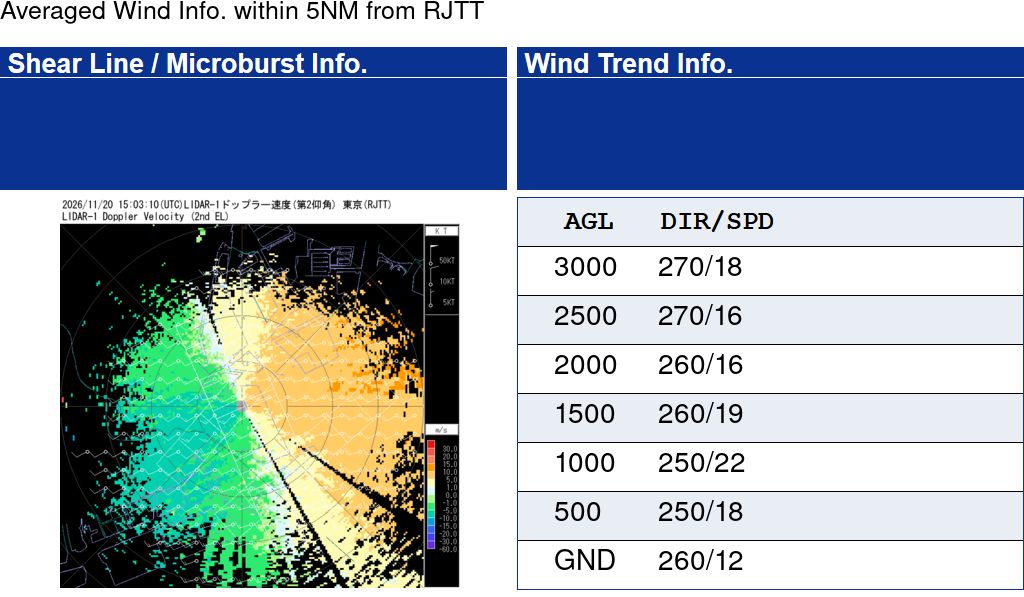 Averaged Wind Info. within 5NM from RJTT
Shear Line / Microburst Info.
Wind Trend Info.
2026/11/20 15:03:10(UTC)LIDAR-1ドップラー速度(第2仰角) 東京(RJTT)
LIDAR-1 Doppler Velocity (2nd EL)
K T
50KT
10KT
5KT
m/s
30.0
20.0
15.0
10.0
5.0
1.0
0.0
-1.0
-5.0
-10.0
-15.0
-20.0
-30.0
-60.0
AGL DIR/SPD
3000 270/18
2500 270/16
2000 260/16
1500 260/19
1000 250/22
500 250/18
GND 260/12